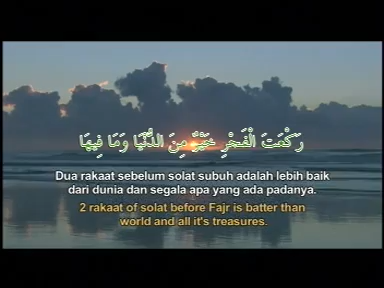 رَكْعَتَا الْفَجْرِ خَيْرٌ مِنَ الدُّنْيَا وَمَا فِيهَا
Dua rakaat sebelum solat subuh adalah lebih baik
dari dunia dan segala apa yang ada padanya.
2 rakaat of solat before Fajr is batter than
world and all it's treasures.